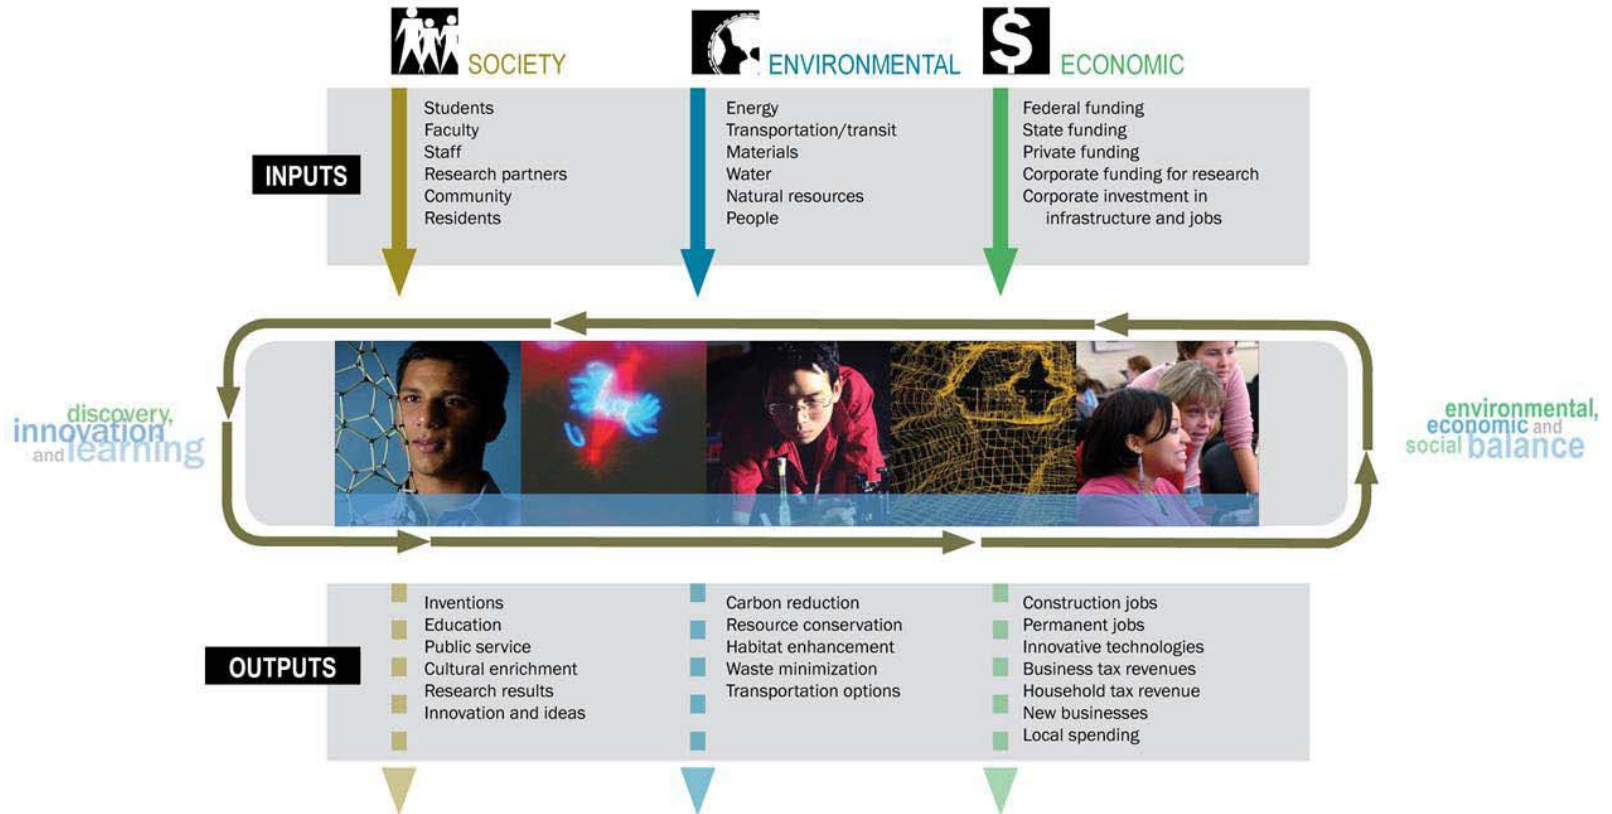 SOCIETY
ENVIRONMENTAL
$
ECONOMIC
INPUTS
Students
Faculty
Staff
Research partners
Community
Residents
Energy
Transportation/transit
Materials
Water
Natural resources
People
Federal funding
State funding
Private funding
Corporate funding for research
Corporate investment in
infrastructure and jobs
discovery,
innovation
and learning
environmental,
economic and
social balance
OUTPUTS
Inventions
Education
Public service
Cultural enrichment
Research results
Innovation and ideas
Carbon reduction
Resource conservation
Habitat enhancement
Waste minimization
Transportation options
Construction jobs
Permanent jobs
Innovative technologies
Business tax revenues
Household tax revenue
New businesses
Local spending